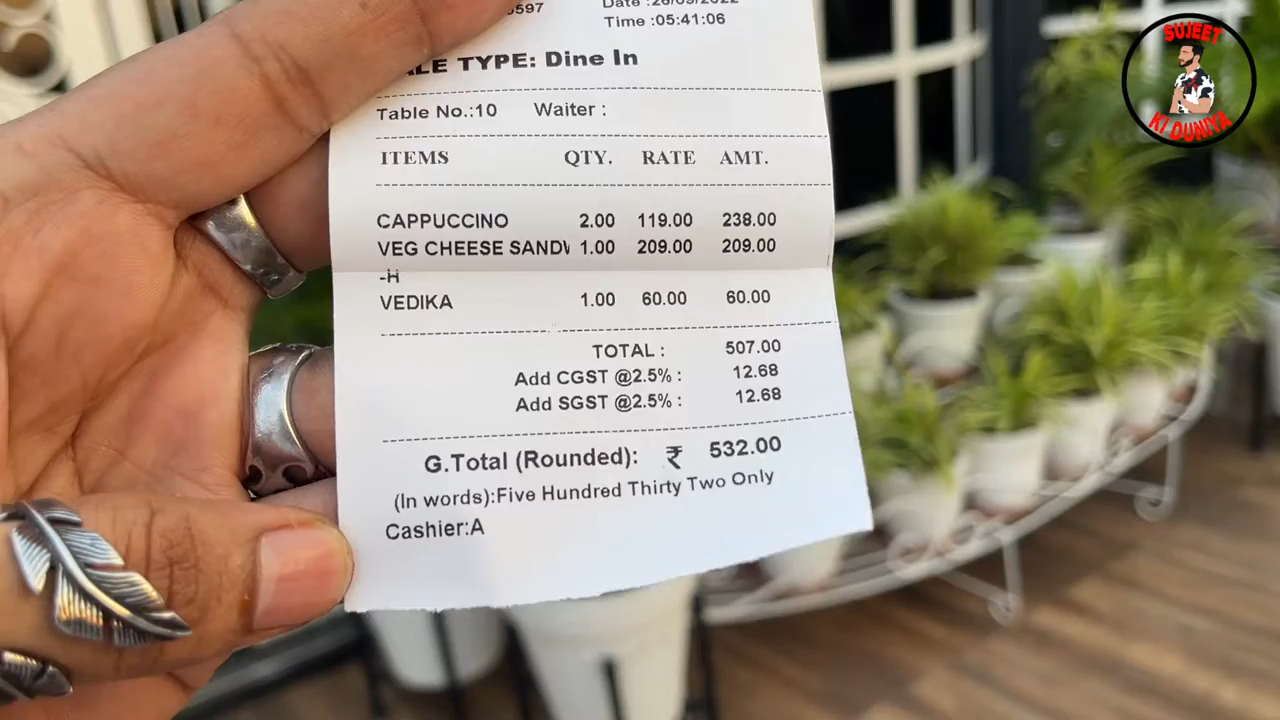 Time :05:41:06
TYPE: Dine In
Table No.:10 Waiter :
ITEMS QTY. RATE AMT.
CAPPUCCINO 2.00 119.00 238.00
VEG CHEESE SANDW 1.00 209.00 209.00
-H
VEDIKA 1.00 60.00 60.00
TOTAL : 507.00
Add CGST @2.5% : 12.68
Add SGST @2.5% : 12.68
G.Total (Rounded): ₹ 532.00
(In words):Five Hundred Thirty Two Only
Cashier:A
SUJEET
KI DUNIYA